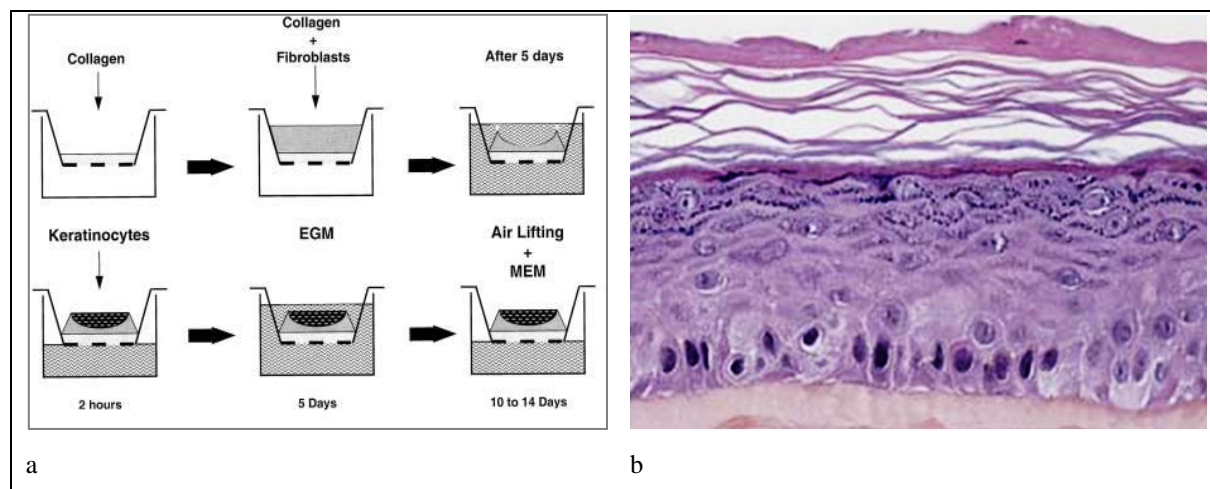 Collagen
Collagen
+
Fibroblasts
After 5 days
Keratinocytes
EGM
Air Lifting
+
MEM
2 hours
5 Days
10 to 14 Days
a
b